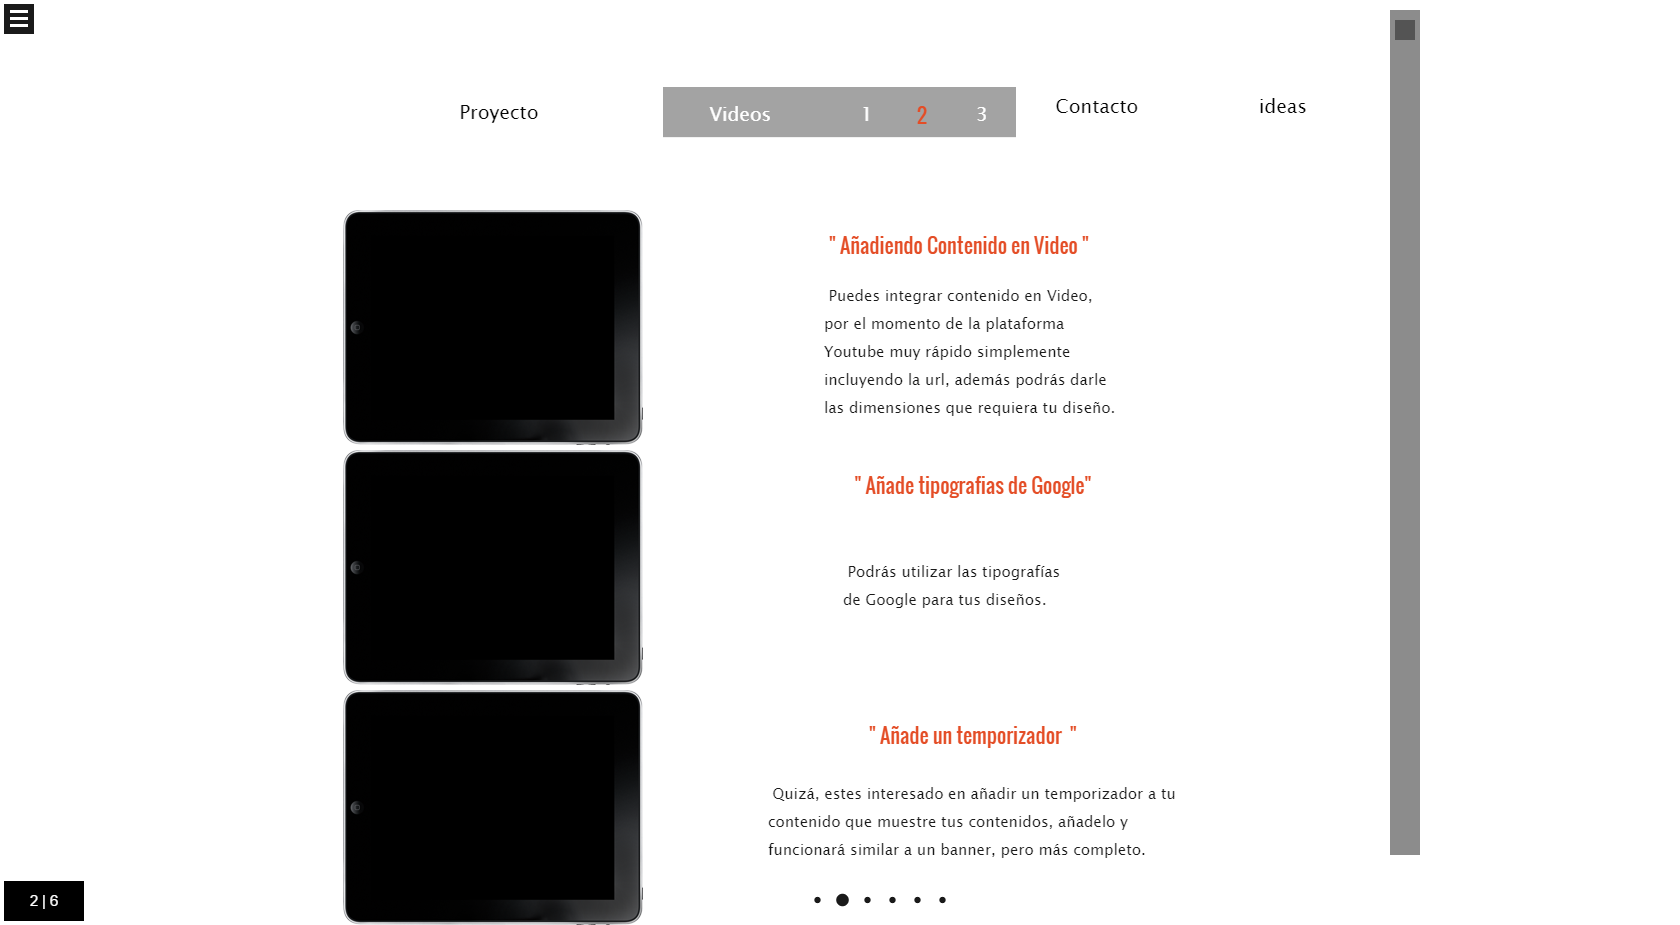 Proyecto
Videos 1 2 3
Contacto
ideas
" Añadiendo Contenido en Video "
Puedes integrar contenido en Video,
por el momento de la plataforma
Youtube muy rápido simplemente
incluyendo la url, además podrás darle
las dimensiones que requiera tu diseño.
" Añade tipografias de Google"
Podrás utilizar las tipografías
de Google para tus diseños.
" Añade un temporizador "
Quizá, estes interesado en añadir un temporizador a tu
contenido que muestre tus contenidos, añadelo y
funcionará similar a un banner, pero más completo.
2 | 6